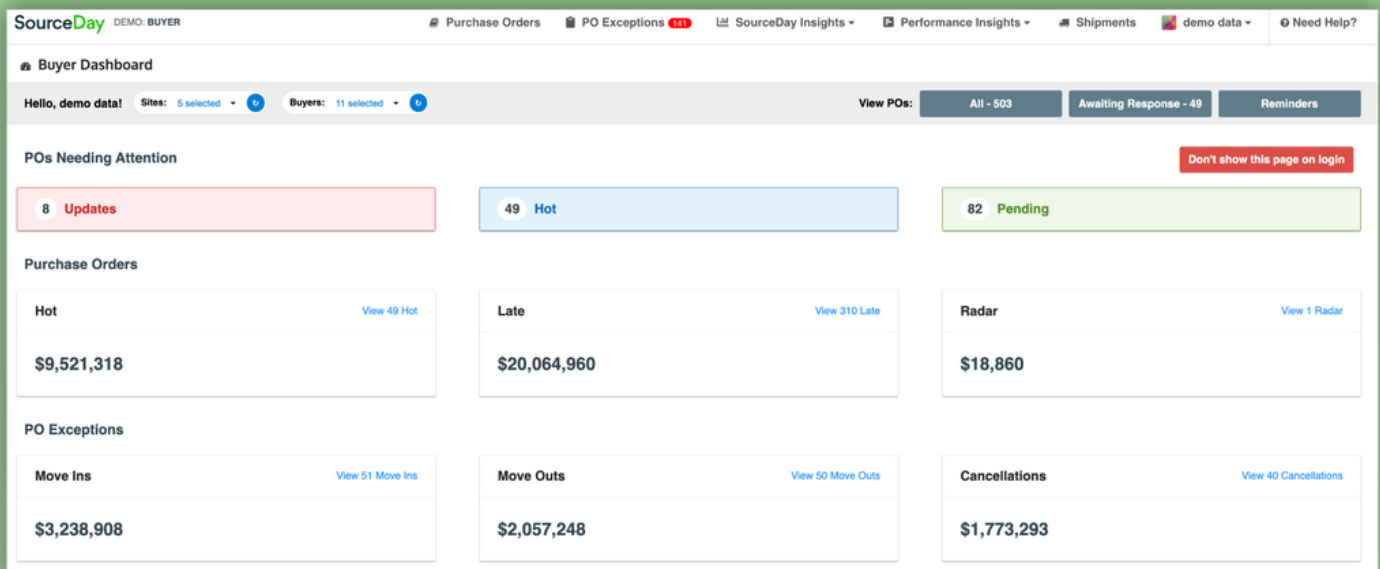 SourceDay DEMO: BUYER Purchase Orders PO Exceptions 141 SourceDay Insights Performance Insights Shipments demo data Need Help?
Buyer Dashboard
Hello, demo data! Sites: 5 selected Buyers: 11 selected View POs: All - 503 Awaiting Response - 49 Reminders
POs Needing Attention Don't show this page on login
8 Updates 49 Hot 82 Pending
Purchase Orders
Hot View 49 Hot Late View 310 Late Radar View 1 Radar
$9,521,318 $20,064,960 $18,860
PO Exceptions
Move Ins View 51 Move Ins Move Outs View 50 Move Outs Cancellations View 40 Cancellations
$3,238,908 $2,057,248 $1,773,293